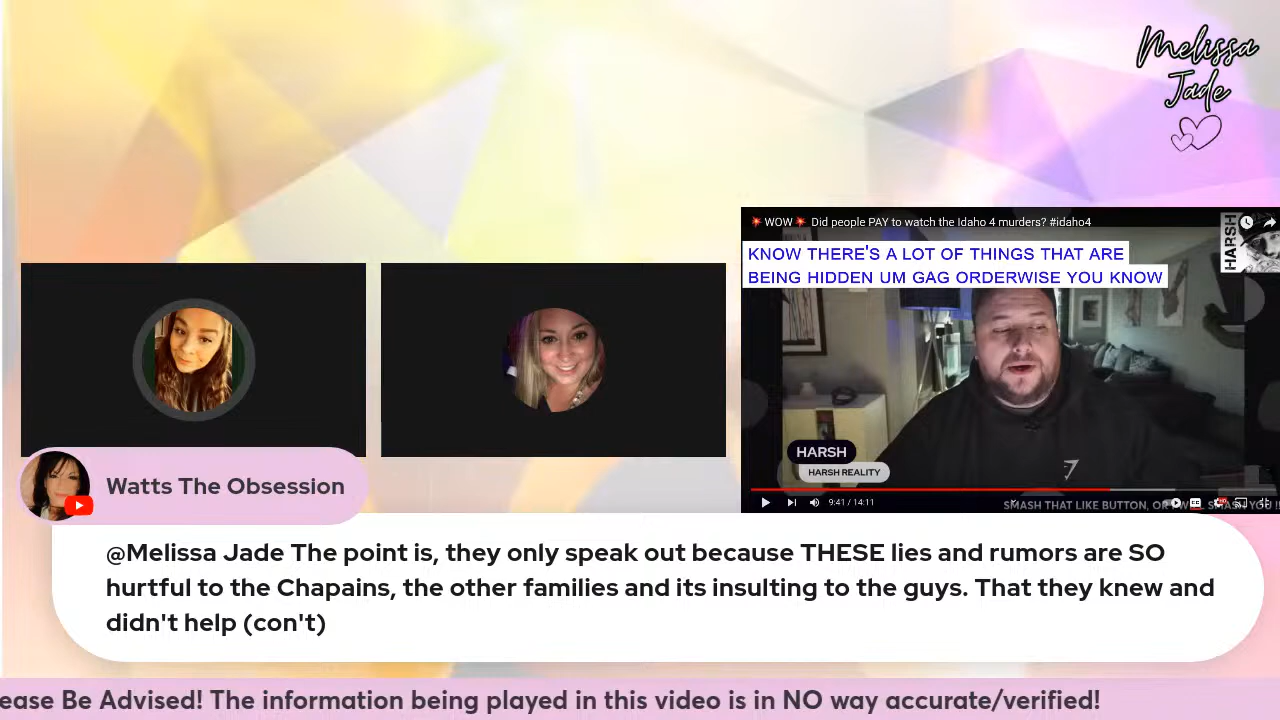 Melissa
Jade
💥WOW💥 Did people PAY to watch the Idaho 4 murders? #idaho4
HARSH
KNOW THERE'S A LOT OF THINGS THAT ARE
BEING HIDDEN UM GAG ORDERWISE YOU KNOW
HARSH
HARSH REALITY
9:41 / 14:11
SMASH THAT LIKE BUTTON, OR I WILL SMASH YOU !!
Watts The Obsession
@Melissa Jade The point is, they only speak out because THESE lies and rumors are SO
hurtful to the Chapains, the other families and its insulting to the guys. That they knew and
didn't help (con't)
ease Be Advised! The information being played in this video is in NO way accurate/verified!